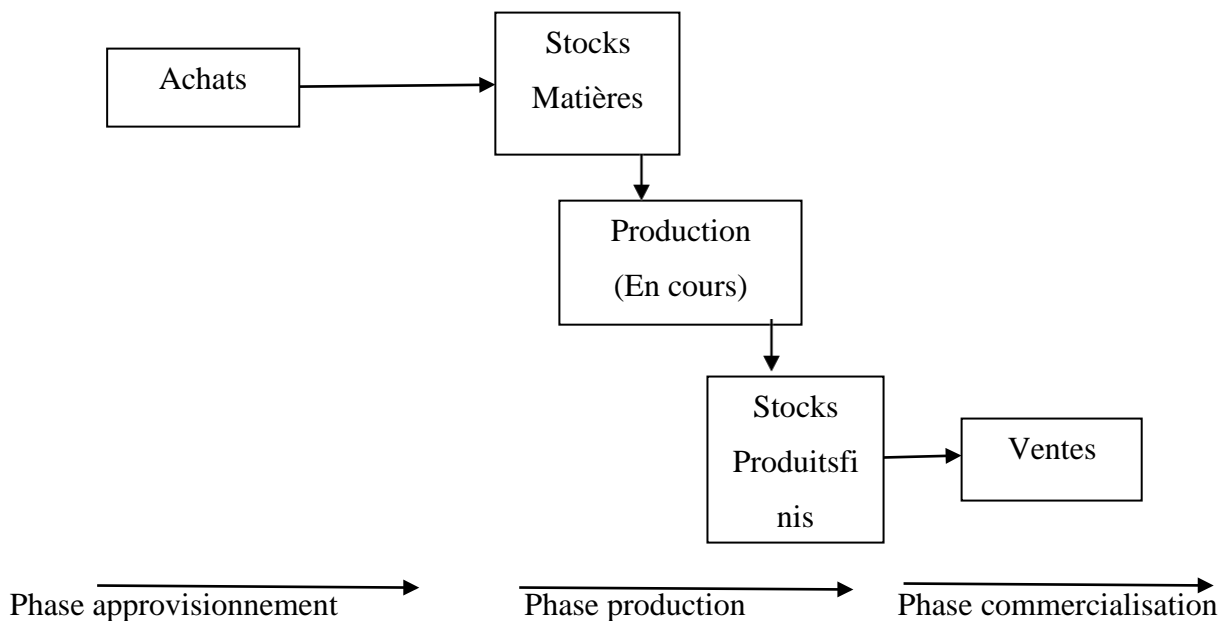 Stocks
Matières
Achats
Production
(En cours)
Stocks
Produitsfi
nis
Ventes
Phase approvisionnement
Phase production
Phase commercialisation